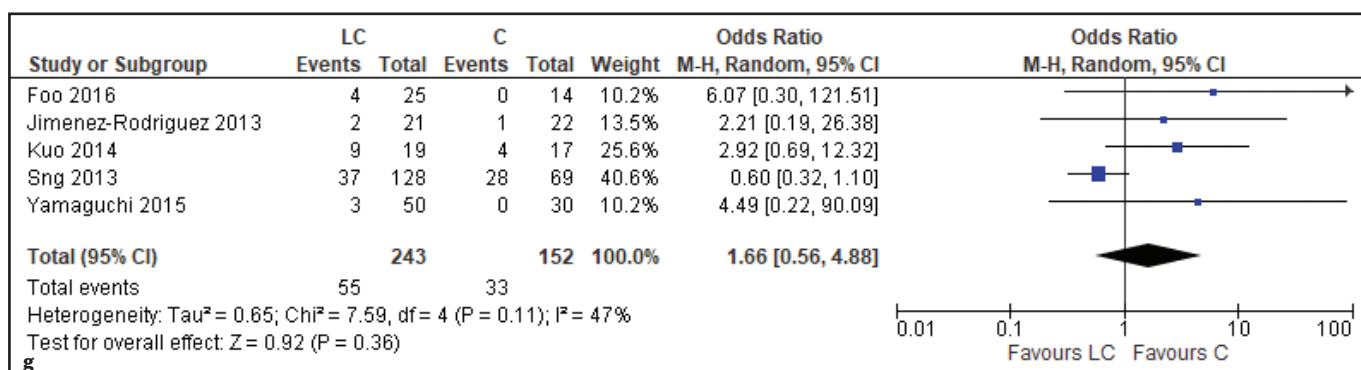 LC C Odds Ratio Odds Ratio
Study or Subgroup Events Total Events Total Weight M-H, Random, 95% CI M-H, Random, 95% CI
Foo 2016 4 25 0 14 10.2% 6.07 [0.30, 121.51]
Jimenez-Rodriguez 2013 2 21 1 22 13.5% 2.21 [0.19, 26.38]
Kuo 2014 9 19 4 17 25.6% 2.92 [0.69, 12.32]
Sng 2013 37 128 28 69 40.6% 0.60 [0.32, 1.10]
Yamaguchi 2015 3 50 0 30 10.2% 4.49 [0.22, 90.09]
Total (95% CI) 243 152 100.0% 1.66 [0.56, 4.88]
Total events 55 33
Heterogeneity: Tau² = 0.65; Chi² = 7.59, df = 4 (P = 0.11); I² = 47%
Test for overall effect: Z = 0.92 (P = 0.36)
0.01 0.1 1 10 100
Favours LC Favours C
g